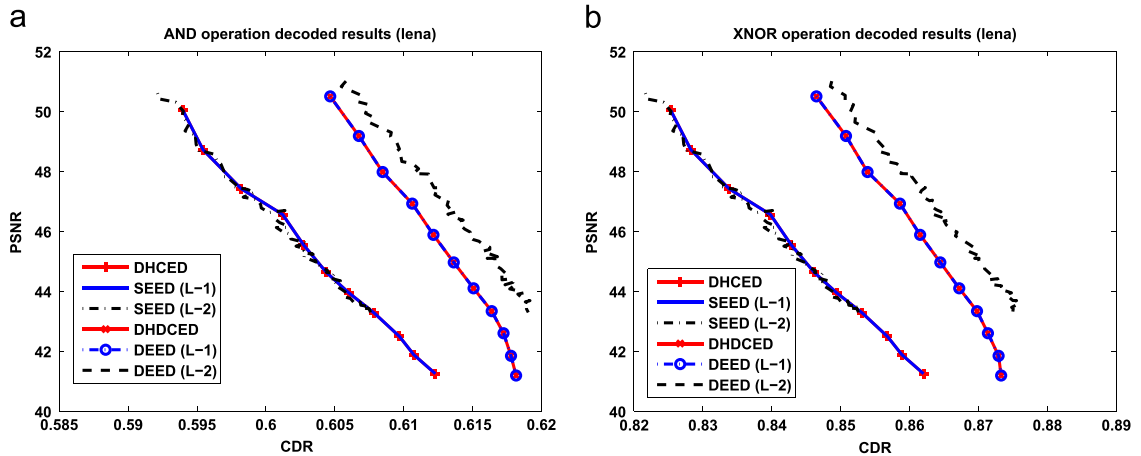 a
AND operation decoded results (lena)
52
50
48
46
44
42
40
PSNR
DHCED
SEED (L−1)
SEED (L−2)
DHDCED
DEED (L−1)
DEED (L−2)
0.585 0.59 0.595 0.6 0.605 0.61 0.615 0.62
CDR
b
XNOR operation decoded results (lena)
52
50
48
46
44
42
40
PSNR
DHCED
SEED (L−1)
SEED (L−2)
DHDCED
DEED (L−1)
DEED (L−2)
0.82 0.83 0.84 0.85 0.86 0.87 0.88 0.89
CDR